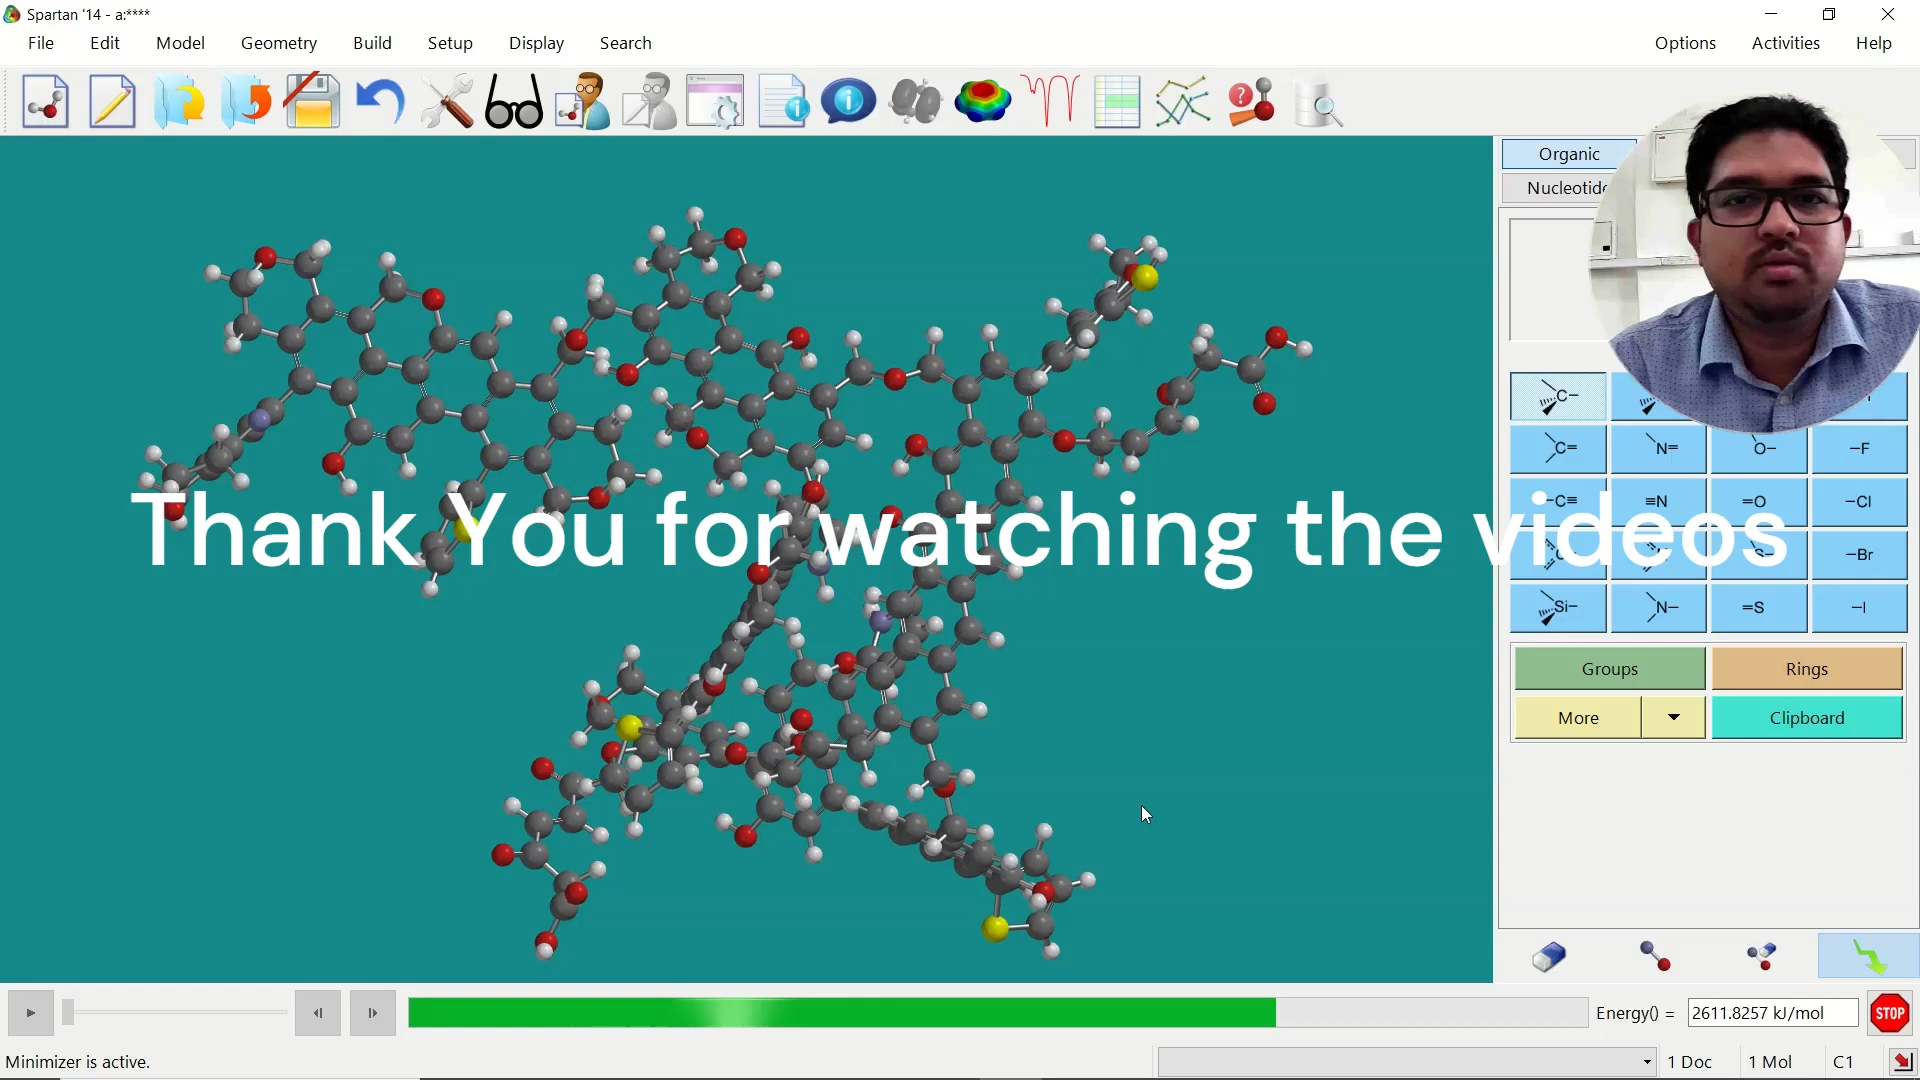 Spartan '14 - a:****
File Edit Model Geometry Build Setup Display Search Options Activities Help
Organic
Thank You for watching the videos
C= N= O- -F
-C≡ ≡N =O -Cl
-Br
Si- N- =S -I
Groups Rings
More Clipboard
Energy() = 2611.8257 kJ/mol STOP
Minimizer is active. 1 Doc 1 Mol C1